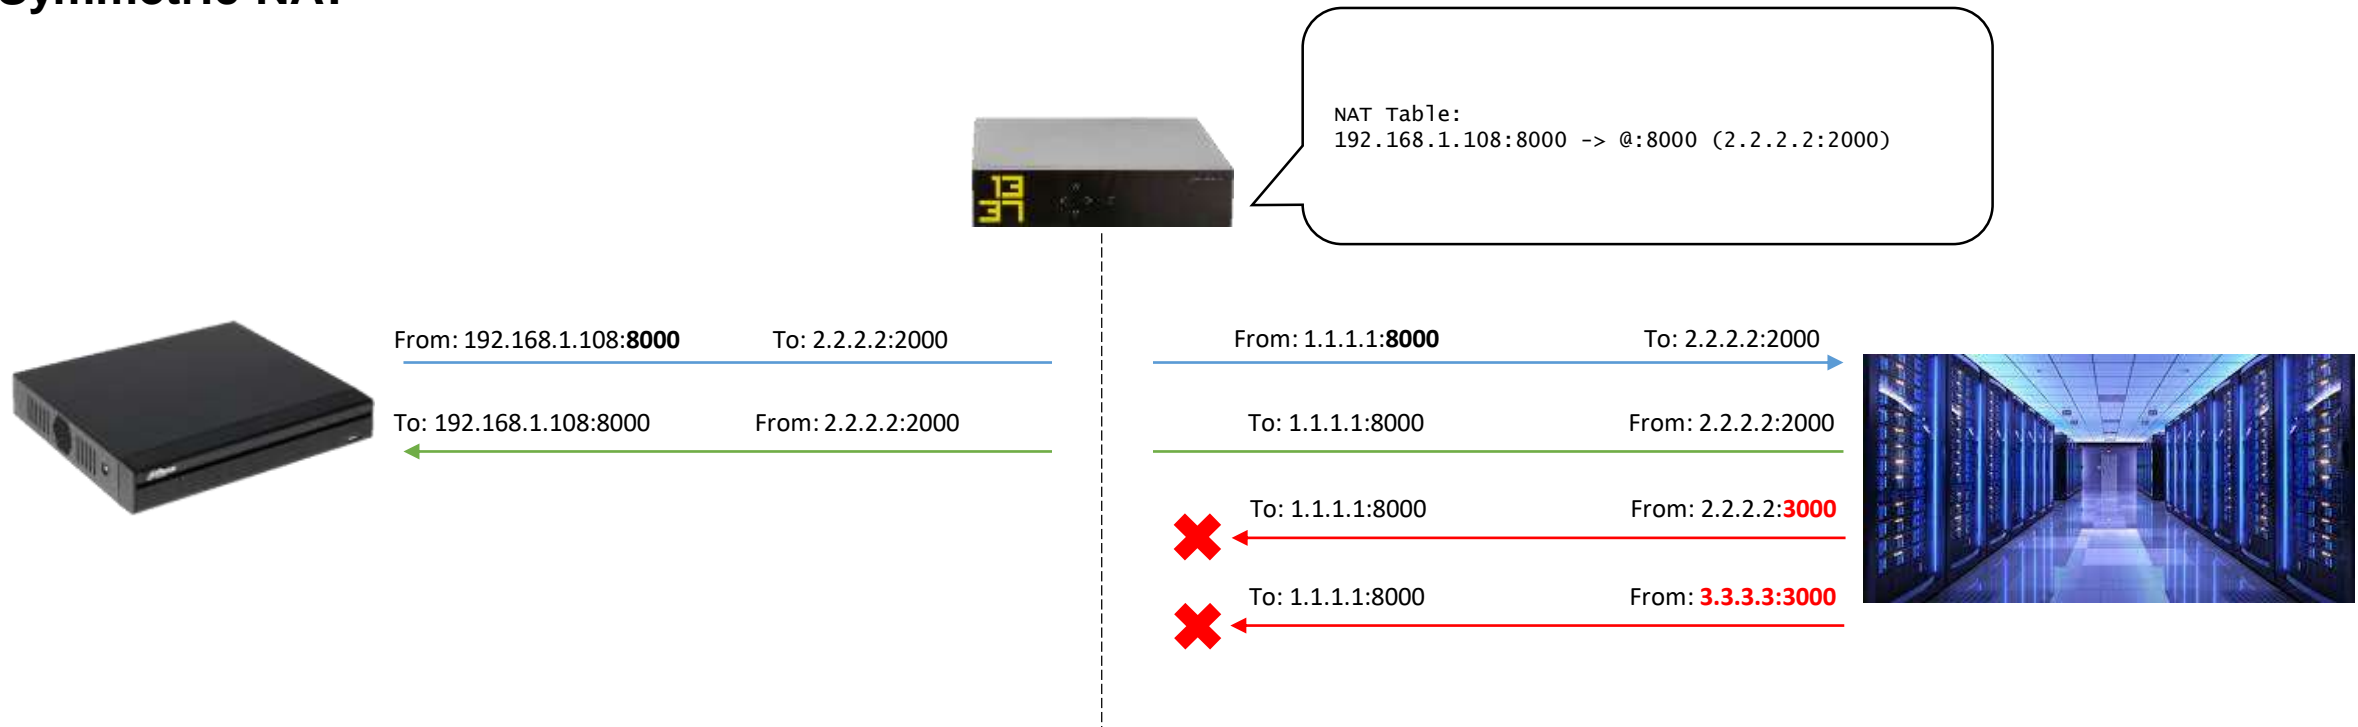 Symmetric NAT
NAT Table:
192.168.1.108:8000 -> @:8000 (2.2.2.2:2000)
From: 192.168.1.108:8000 To: 2.2.2.2:2000 From: 1.1.1.1:8000 To: 2.2.2.2:2000
To: 192.168.1.108:8000 From: 2.2.2.2:2000 To: 1.1.1.1:8000 From: 2.2.2.2:2000
To: 1.1.1.1:8000 From: 2.2.2.2:3000
To: 1.1.1.1:8000 From: 3.3.3.3:3000